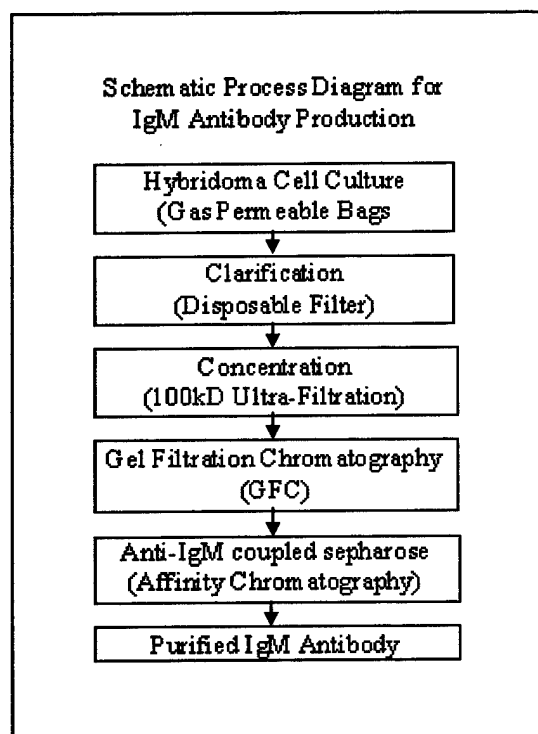 Schematic Process Diagram for
IgM Antibody Production
Hybridoma Cell Culture
(Gas Permeable Bags
Clarification
(Disposable Filter)
Concentration
(100kD Ultra-Filtration)
Gel Filtration Chromatography
(GFC)
Anti-IgM coupled sepharose
(Affinity Chromatography)
Purified IgM Antibody